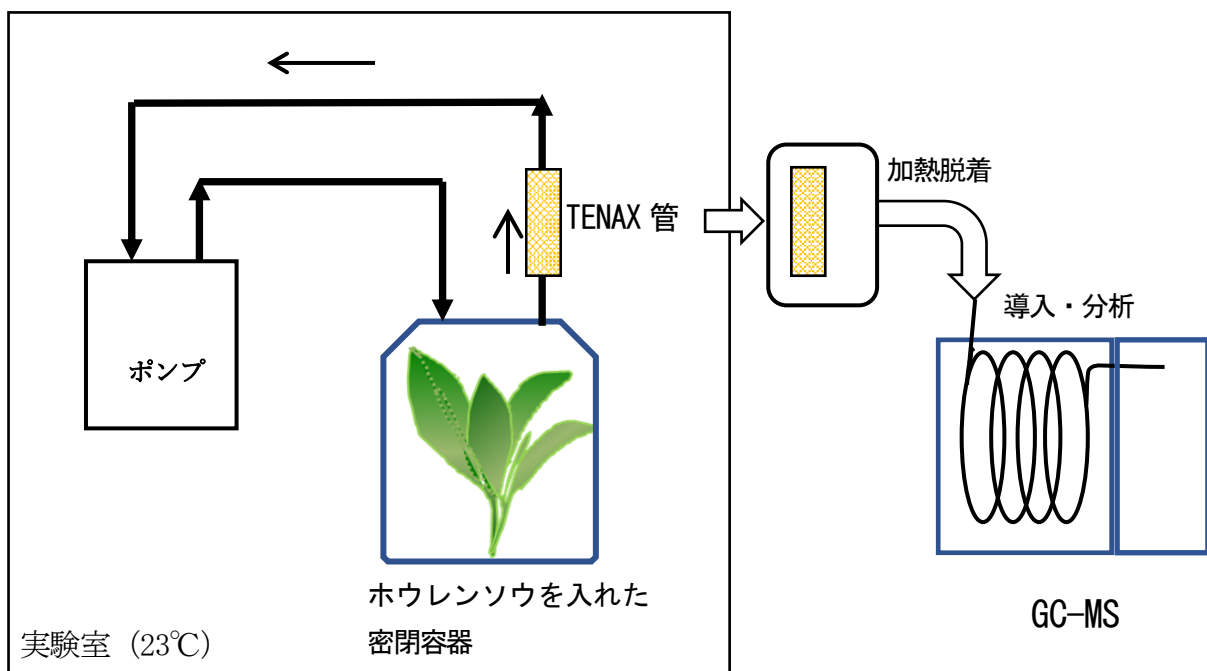 加熱脱着
TENAX 管
導入・分析
ポンプ
ホウレンソウを入れた
密閉容器
GC-MS
実験室（23℃）